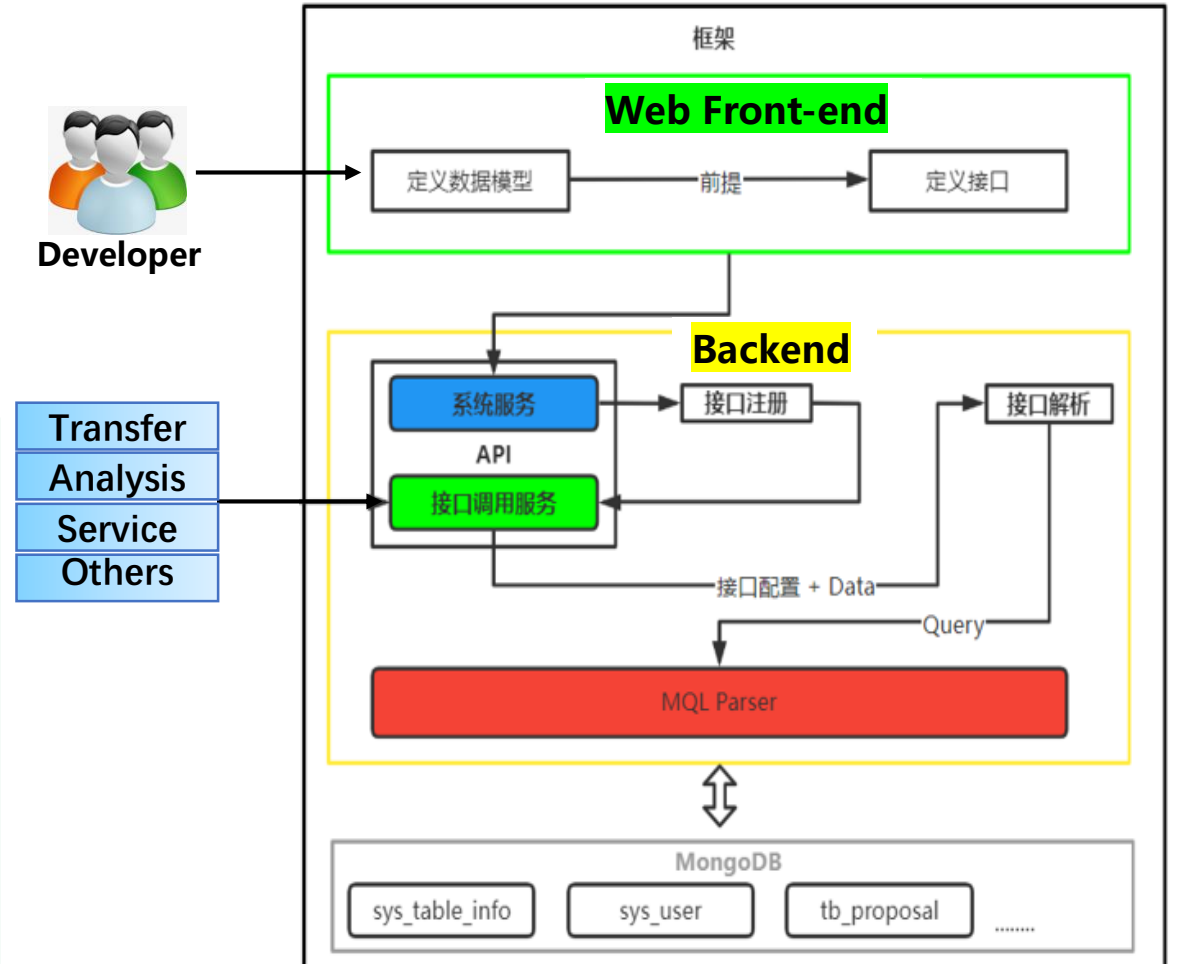 框架
Web Front-end
定义数据模型
前提
定义接口
Developer
Backend
系统服务
接口注册
接口解析
API
接口调用服务
Transfer
Analysis
Service
Others
接口配置 + Data
Query
MQL Parser
MongoDB
sys_table_info
sys_user
tb_proposal
........